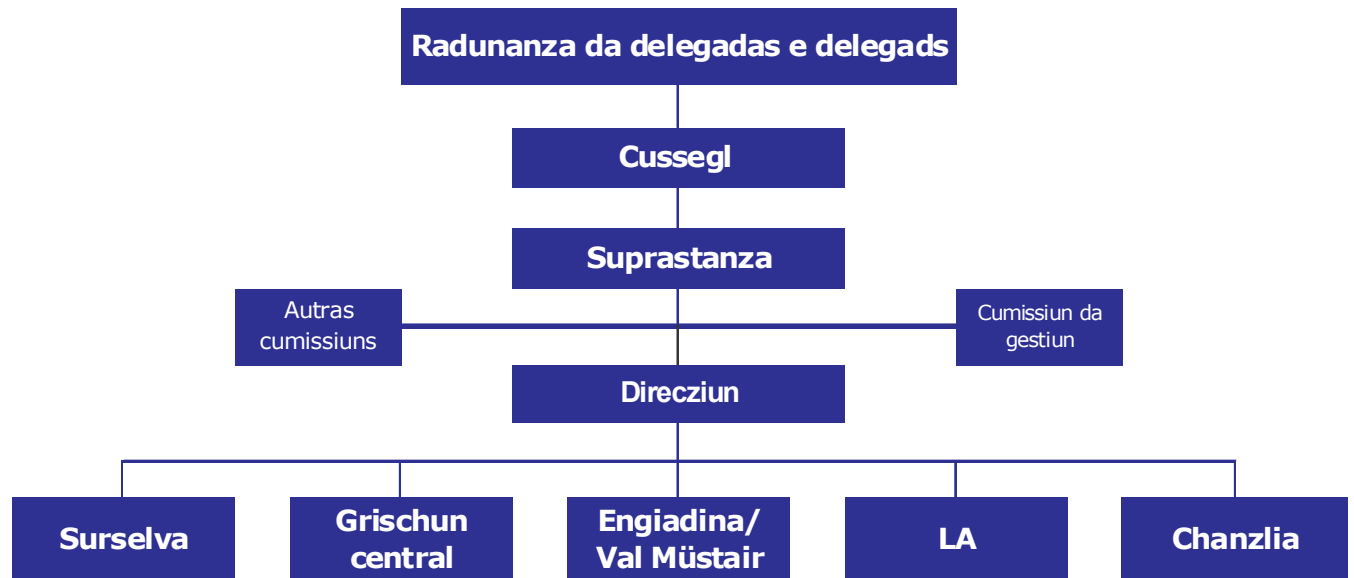 Radunanza da delegadas e delegads
Cussegl
Suprastanza
Autras
cumissiuns
Cumissiun da
gestiun
Direcziun
Surselva
Grischun
central
Engiadina/
Val Müstair
LA
Chanzlia